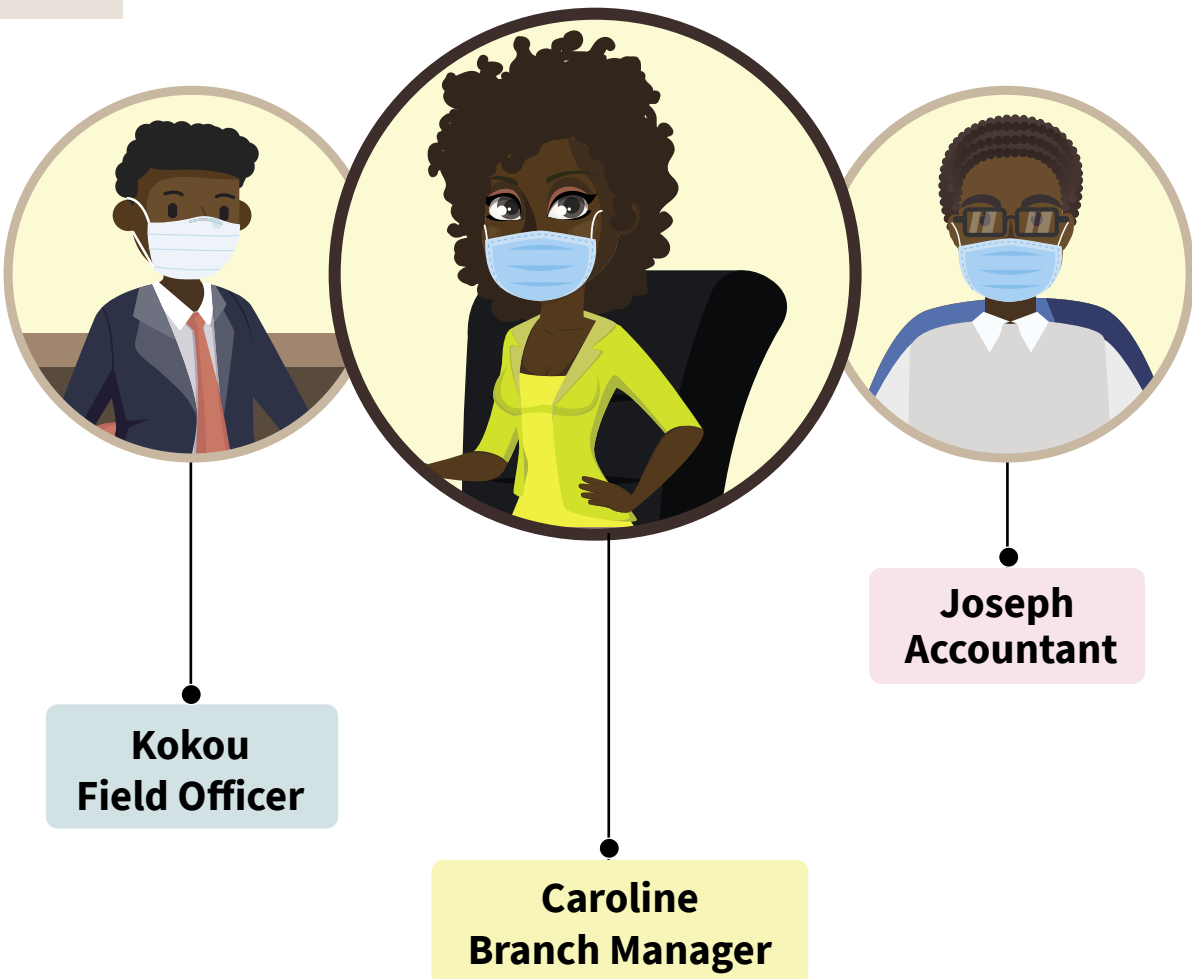 Joseph
Accountant
Kokou
Field Officer
Caroline
Branch Manager